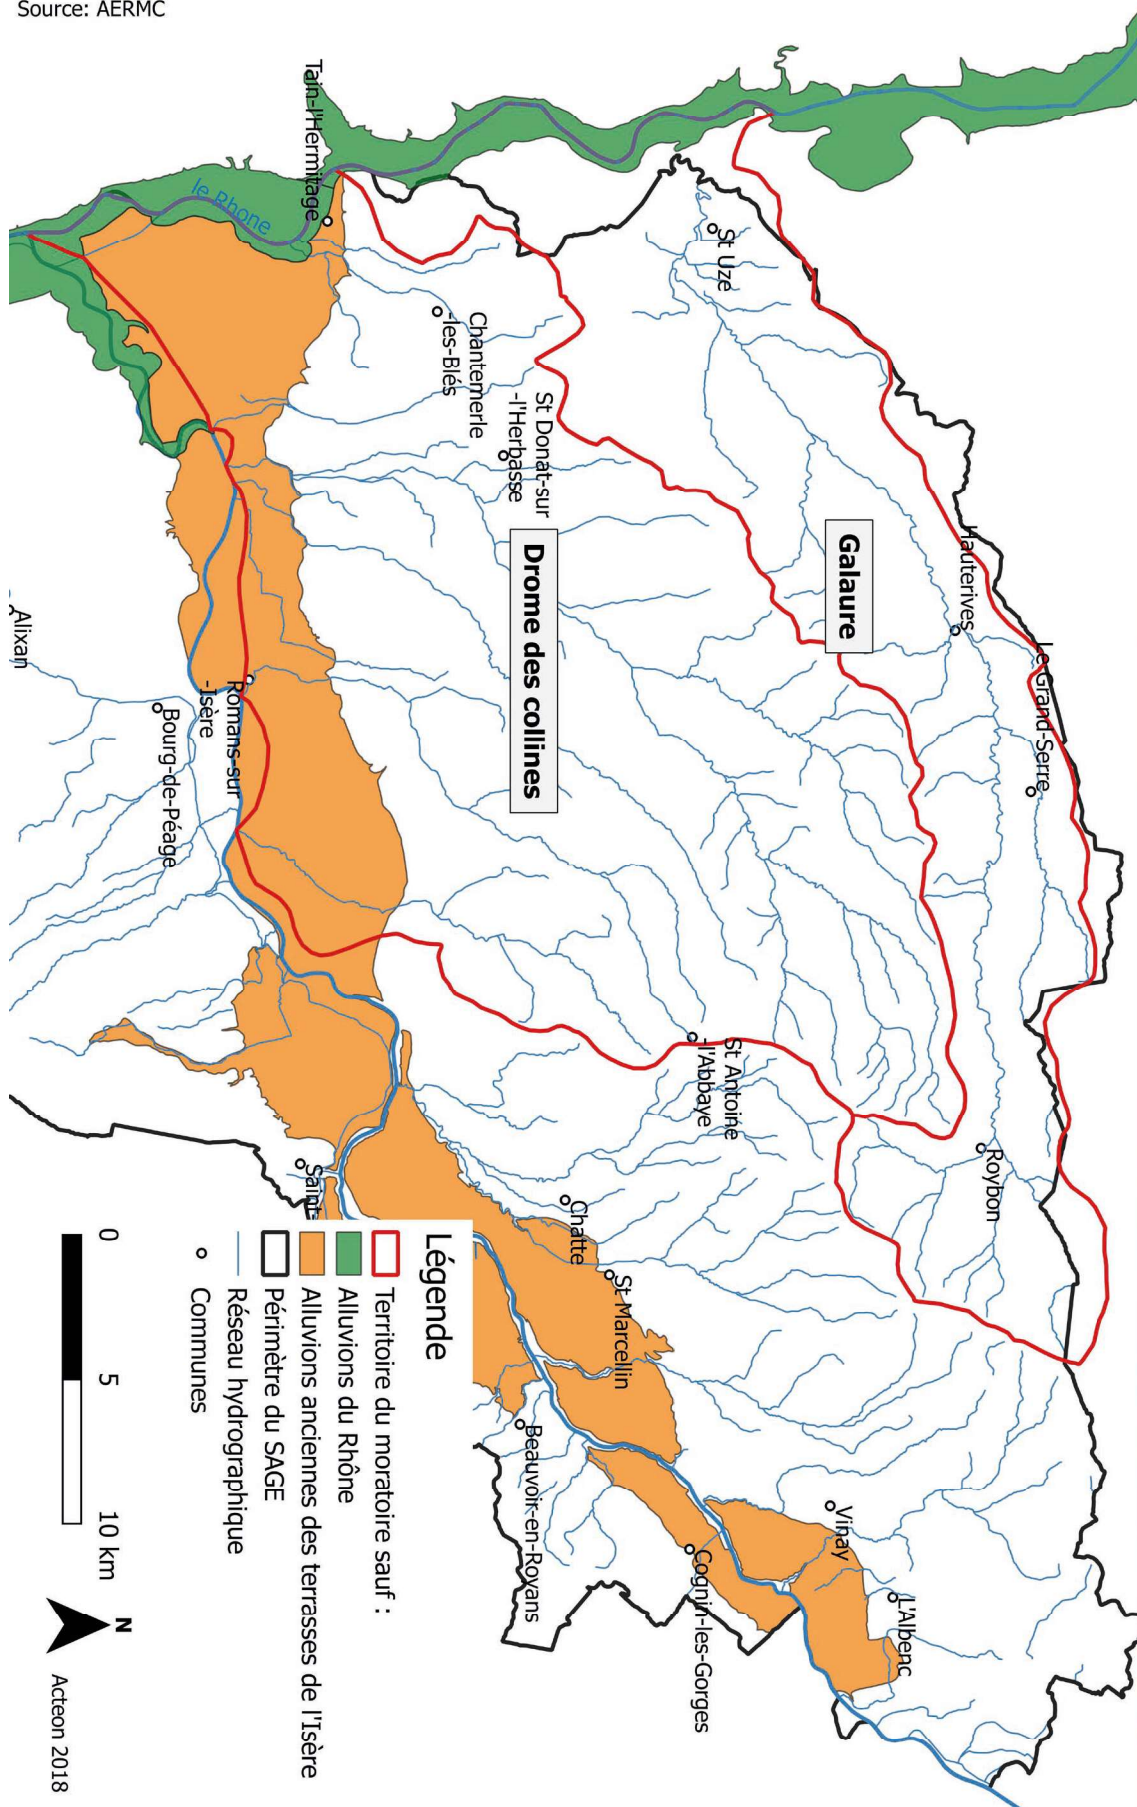 Source: AERMC
Tain-l'Hermitage
le Rhone
St Uze
Chantemerle
-les-Blés
St Donat-sur
-l'Herbasse
Drome des collines
Galaure
Hauterives
Le Grand-Serre
Alixan
Romans-sur
-Isère
Bourg-de-Péage
St Antoine
-l'Abbaye
Roybon
Chatte
St Marcellin
Saint-
Beauvoir-en-Royans
Vinay
Cognin-les-Gorges
L'Albenc
Légende
Territoire du moratoire sauf :
Alluvions du Rhône
Alluvions anciennes des terrasses de l'Isère
Périmètre du SAGE
Réseau hydrographique
Communes
0 5 10 km
N
Acteon 2018